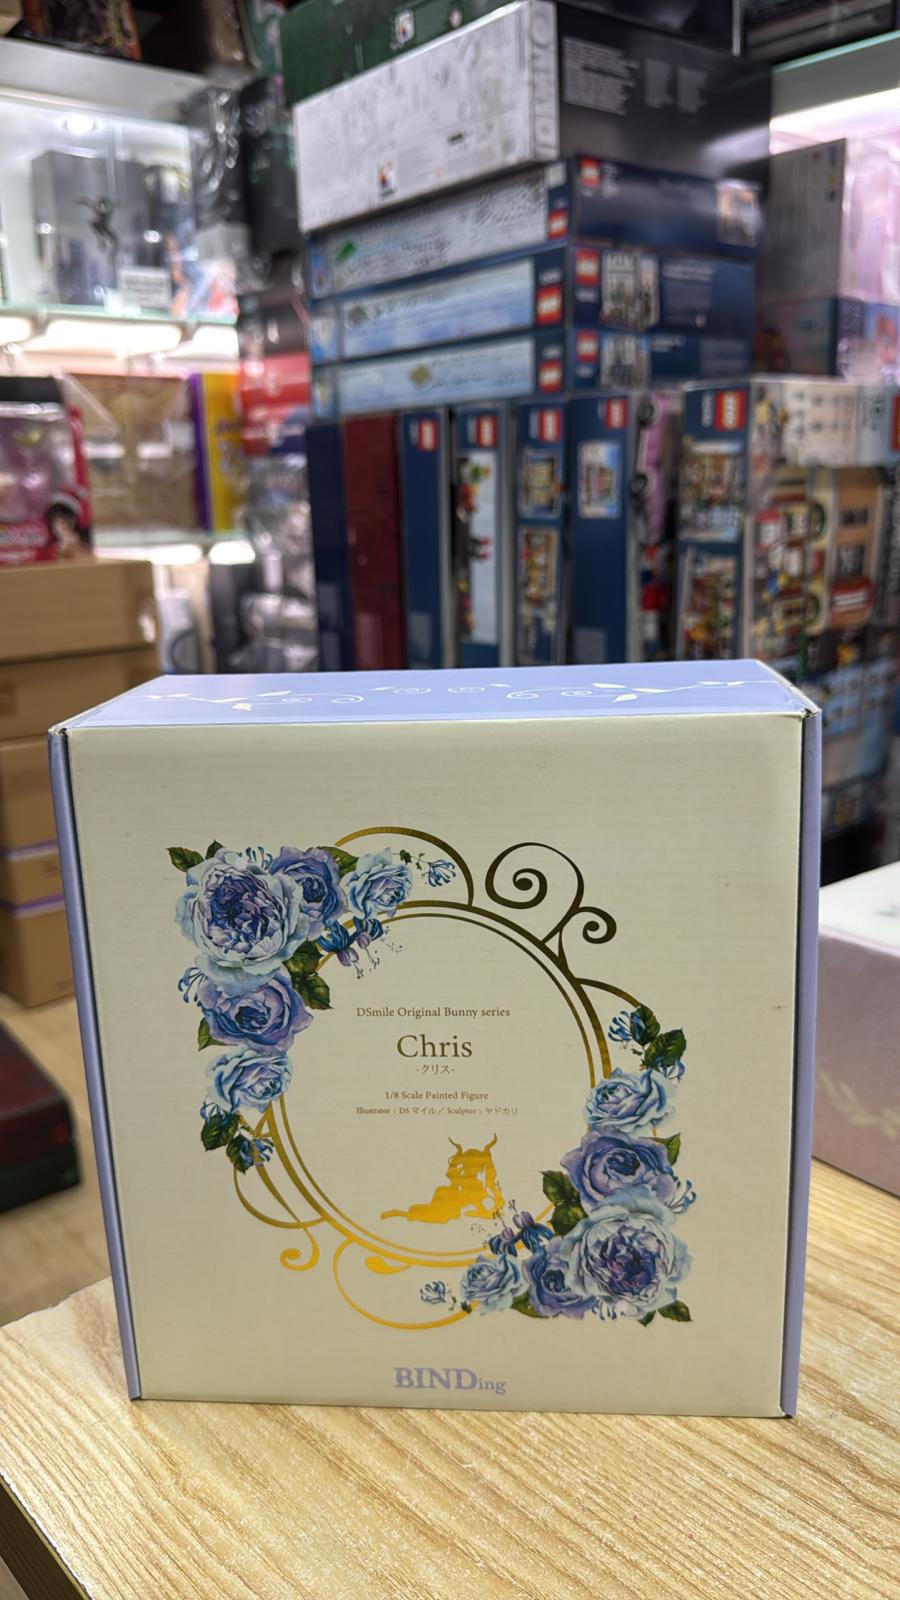 DSmile Original Bunny series
Chris
-クリス-
1/8 Scale Painted Figure
Illustrator : DSマイル / Sculptor : ヤドカリ
BINDing